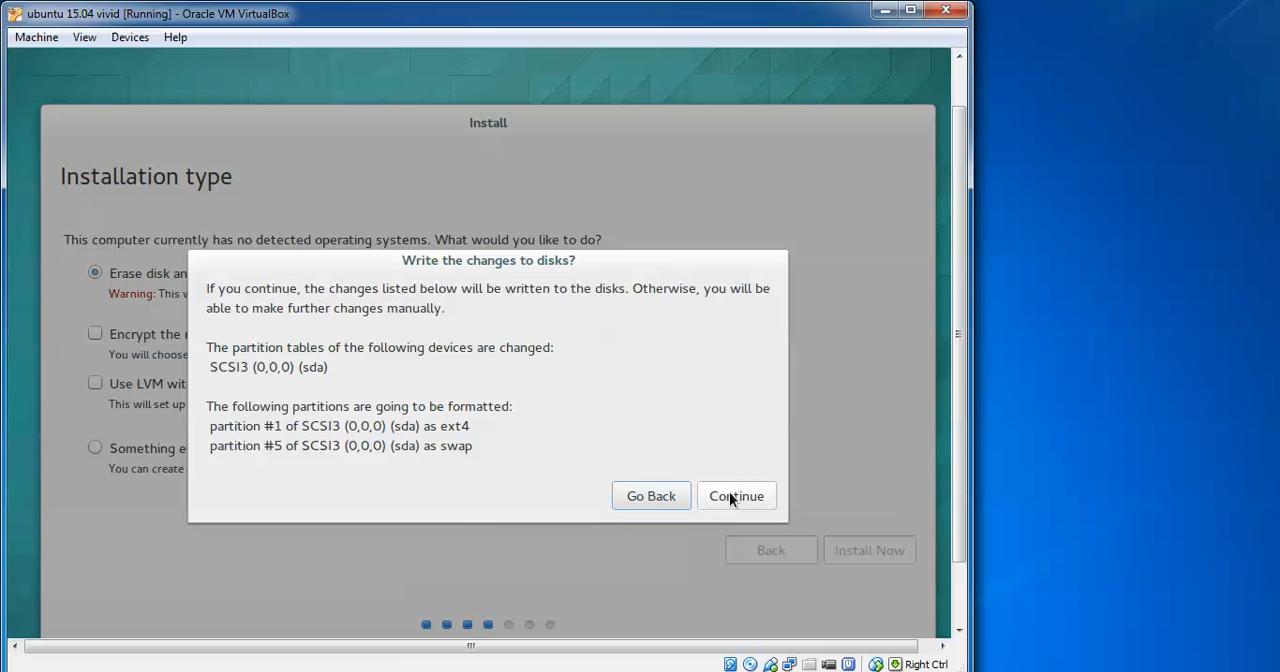 ubuntu 15.04 vivid [Running] - Oracle VM VirtualBox
Machine View Devices Help
Install
Installation type
This computer currently has no detected operating systems. What would you like to do?
Erase disk an
Warning: This v
Encrypt the
You will choose
Use LVM wit
This will set up
Something e
You can create
Write the changes to disks?
If you continue, the changes listed below will be written to the disks. Otherwise, you will be
able to make further changes manually.
The partition tables of the following devices are changed:
SCSI3 (0,0,0) (sda)
The following partitions are going to be formatted:
partition #1 of SCSI3 (0,0,0) (sda) as ext4
partition #5 of SCSI3 (0,0,0) (sda) as swap
Go Back Continue
Back Install Now
Right Ctrl